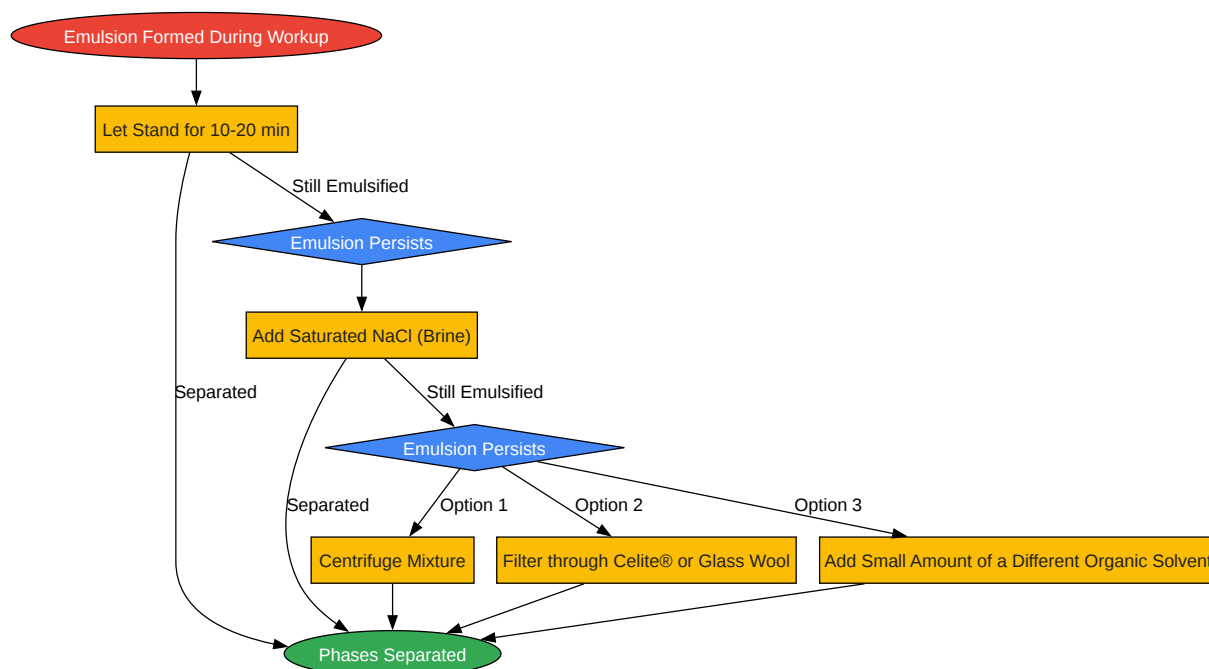 Emulsion Formed During Workup
Let Stand for 10-20 min
Still Emulsified
Emulsion Persists
Add Saturated NaCl (Brine)
Separated
Still Emulsified
Emulsion Persists
Separated
Option 1
Option 2
Option 3
Centrifuge Mixture
Filter through Celite® or Glass Wool
Add Small Amount of a Different Organic Solvent
Phases Separated